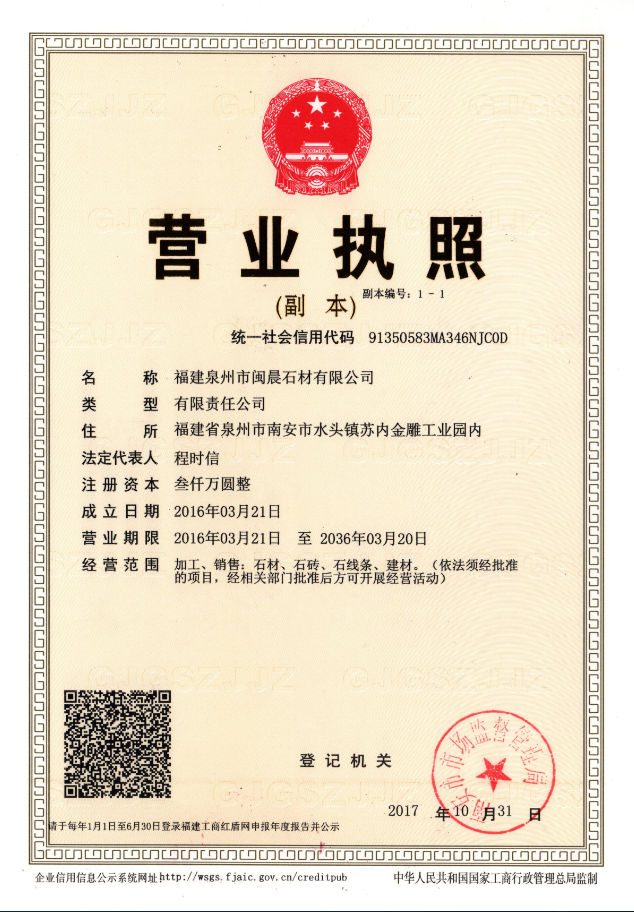 营业执照
(副 本)
副本编号：1－1
统一社会信用代码 91350583MA346NJC0D
名 称 福建泉州市闽晨石材有限公司
类 型 有限责任公司
住 所 福建省泉州市南安市水头镇苏内金雕工业园内
法定代表人 程时信
注册资本 叁仟万圆整
成立日期 2016年03月21日
营业期限 2016年03月21日 至 2036年03月20日
经营范围 加工、销售：石材、石砖、石线条、建材。（依法须经批准
的项目，经相关部门批准后方可开展经营活动）
登记机关
南安市市场监督管理局
2017 年 10 月 31 日
请于每年1月1日至6月30日登录福建工商红盾网申报年度报告并公示
企业信用信息公示系统网址http://wsgs.fjaic.gov.cn/creditpub
中华人民共和国国家工商行政管理总局监制